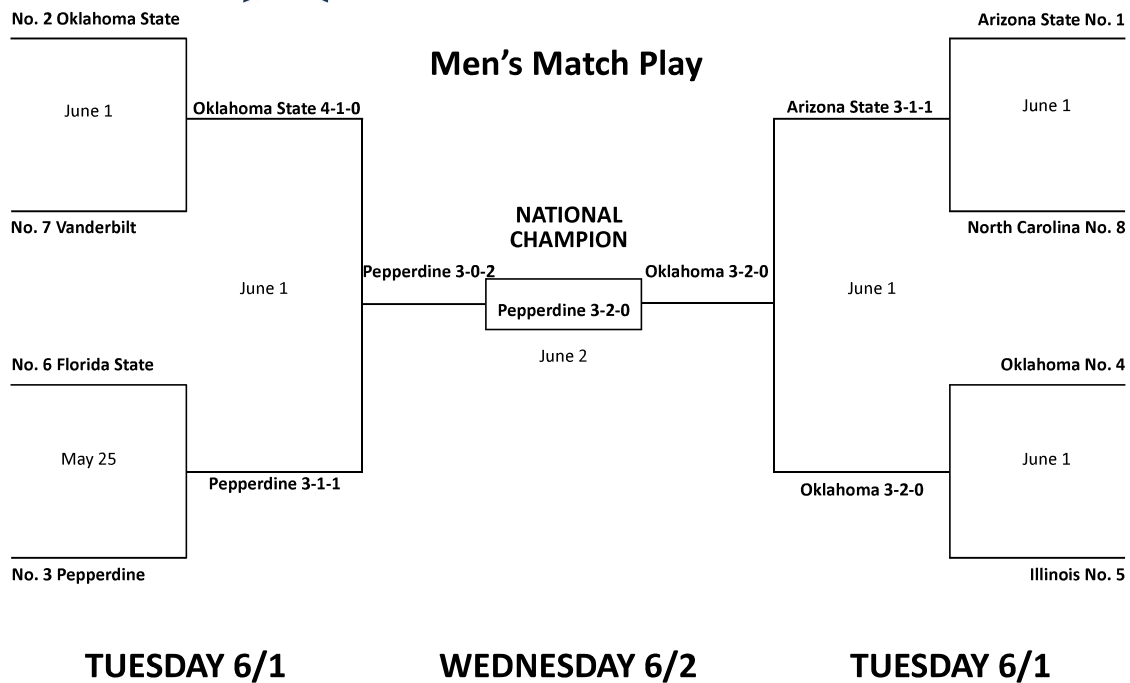 No. 2 Oklahoma State
Arizona State No. 1
Men's Match Play
June 1
Oklahoma State 4-1-0
Arizona State 3-1-1
June 1
No. 7 Vanderbilt
NATIONAL
CHAMPION
North Carolina No. 8
June 1
Pepperdine 3-0-2
Oklahoma 3-2-0
June 1
Pepperdine 3-2-0
June 2
No. 6 Florida State
Oklahoma No. 4
May 25
June 1
Pepperdine 3-1-1
Oklahoma 3-2-0
No. 3 Pepperdine
Illinois No. 5
TUESDAY 6/1
WEDNESDAY 6/2
TUESDAY 6/1